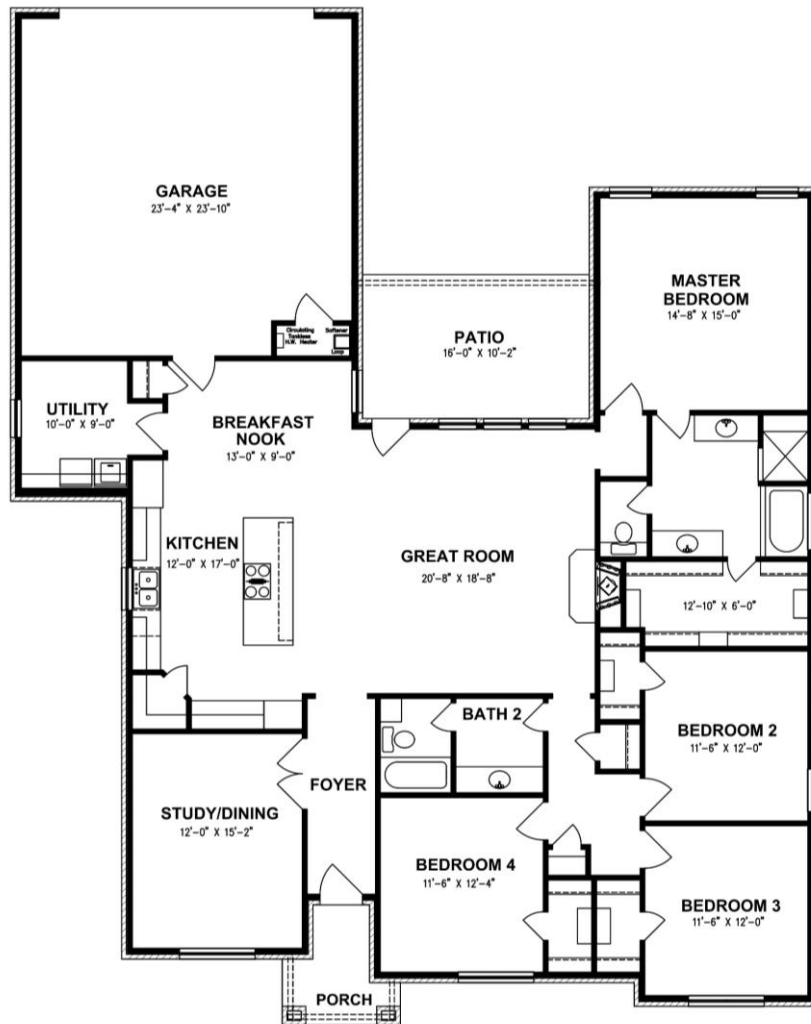 GARAGE
23'-4" X 23'-10"
MASTER
BEDROOM
14'-8" X 15'-0"
Circulating
Tankless
H.W. Heater
Softener
Loop
PATIO
16'-0" X 10'-2"
UTILITY
10'-0" X 9'-0"
BREAKFAST
NOOK
13'-0" X 9'-0"
KITCHEN
12'-0" X 17'-0"
GREAT ROOM
20'-8" X 18'-8"
12'-10" X 6'-0"
BATH 2
BEDROOM 2
11'-6" X 12'-0"
FOYER
STUDY/DINING
12'-0" X 15'-2"
BEDROOM 4
11'-6" X 12'-4"
BEDROOM 3
11'-6" X 12'-0"
PORCH